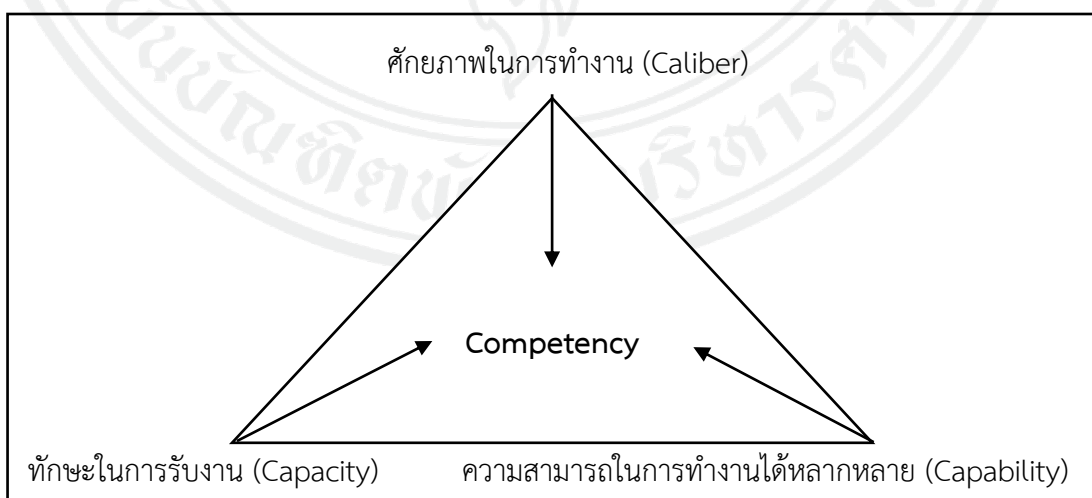 ศักยภาพในการทำงาน (Caliber)
Competency
ทักษะในการรับงาน (Capacity) ความสามารถในการทำงานได้หลากหลาย (Capability)